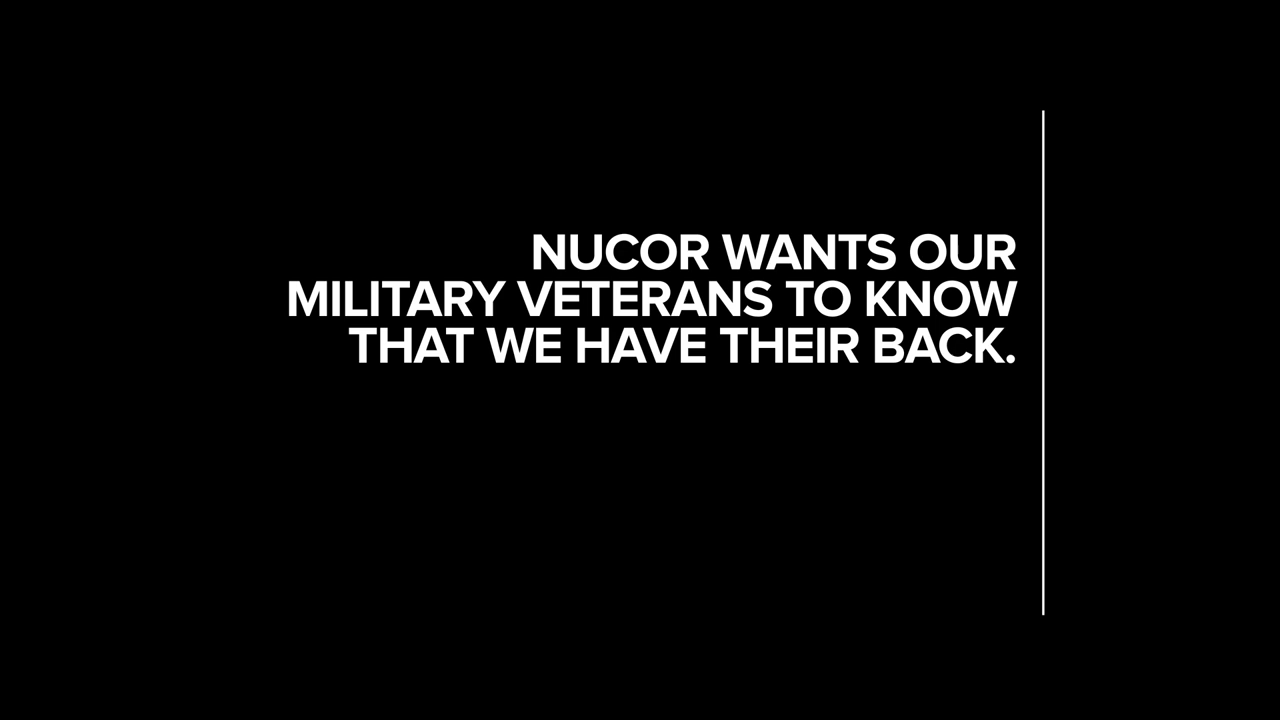 NUCOR WANTS OUR
MILITARY VETERANS TO KNOW
THAT WE HAVE THEIR BACK.